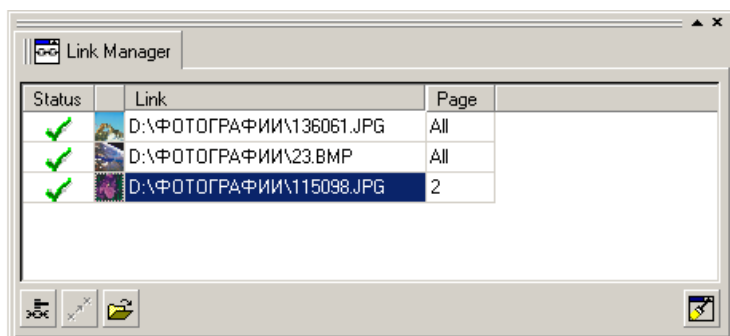 Link Manager
Status Link Page
D:\ФОТОГРАФИИ\136061.JPG All
D:\ФОТОГРАФИИ\23.BMP All
D:\ФОТОГРАФИИ\115098.JPG 2